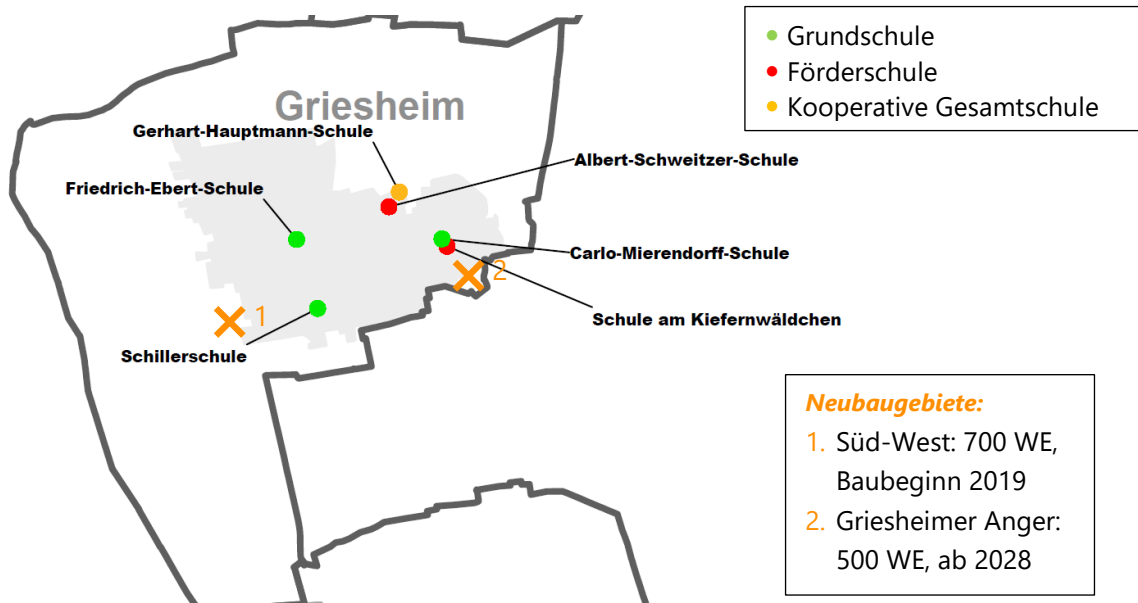 Grundschule
Förderschule
Kooperative Gesamtschule
Griesheim
Gerhart-Hauptmann-Schule
Albert-Schweitzer-Schule
Friedrich-Ebert-Schule
Carlo-Mierendorff-Schule
2
1
Schule am Kiefernwäldchen
Schillerschule
Neubaugebiete:
1. Süd-West: 700 WE,
Baubeginn 2019
2. Griesheimer Anger:
500 WE, ab 2028